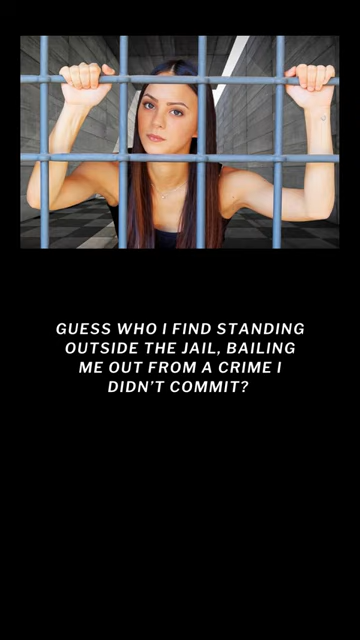 GUESS WHO I FIND STANDING
OUTSIDE THE JAIL, BAILING
ME OUT FROM A CRIME I
DIDN’T COMMIT?